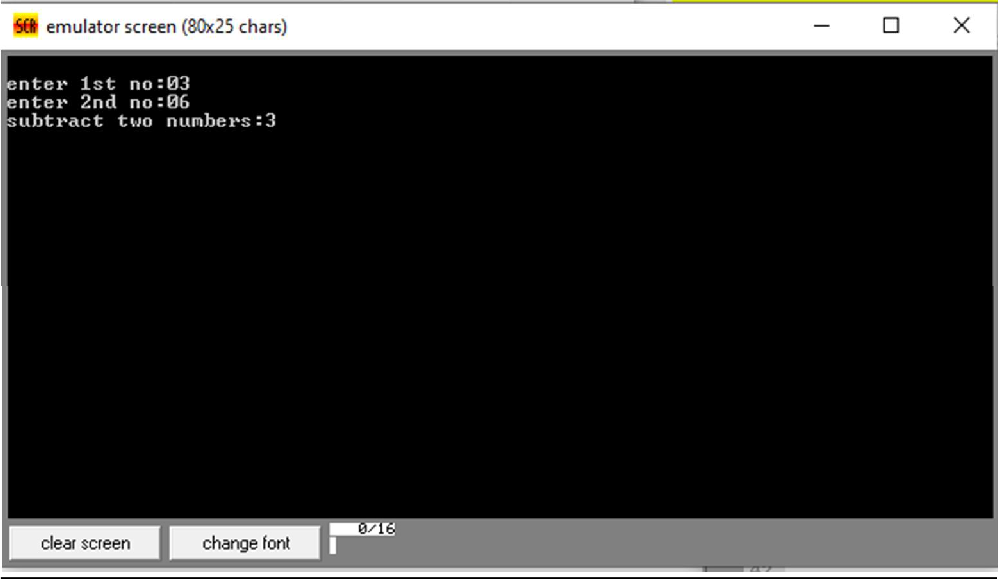 SCR emulator screen (80x25 chars)
enter 1st no:03
enter 2nd no:06
subtract two numbers:3
clear screen
change font
0/16